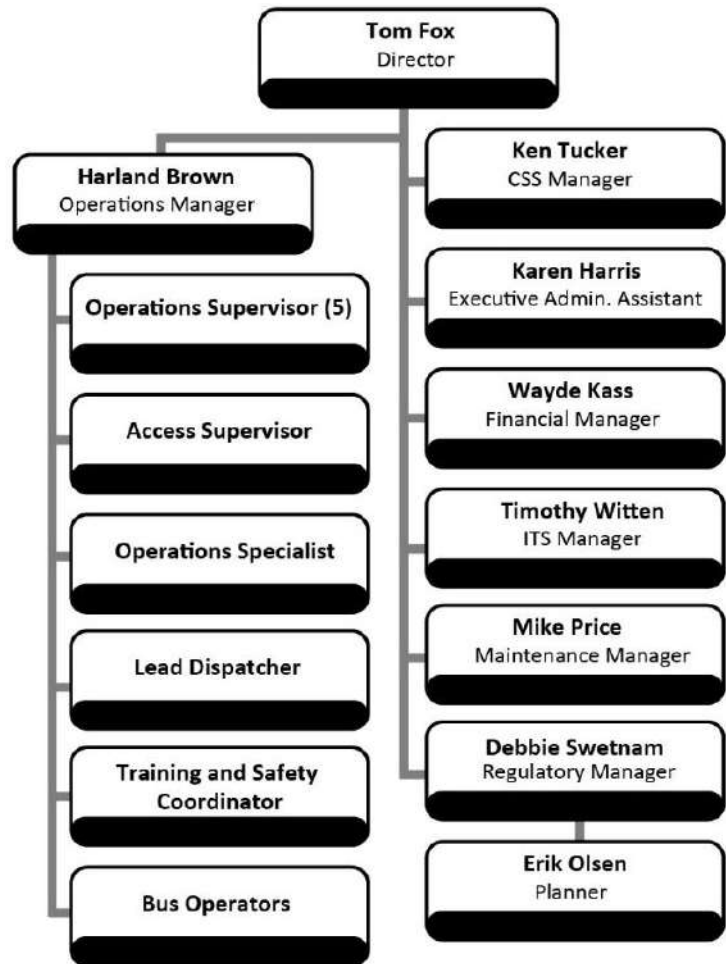 Tom Fox
Director
Harland Brown
Operations Manager
Operations Supervisor (5)
Access Supervisor
Operations Specialist
Lead Dispatcher
Training and Safety
Coordinator
Bus Operators
Ken Tucker
CSS Manager
Karen Harris
Executive Admin. Assistant
Wayde Kass
Financial Manager
Timothy Witten
ITS Manager
Mike Price
Maintenance Manager
Debbie Swetnam
Regulatory Manager
Erik Olsen
Planner